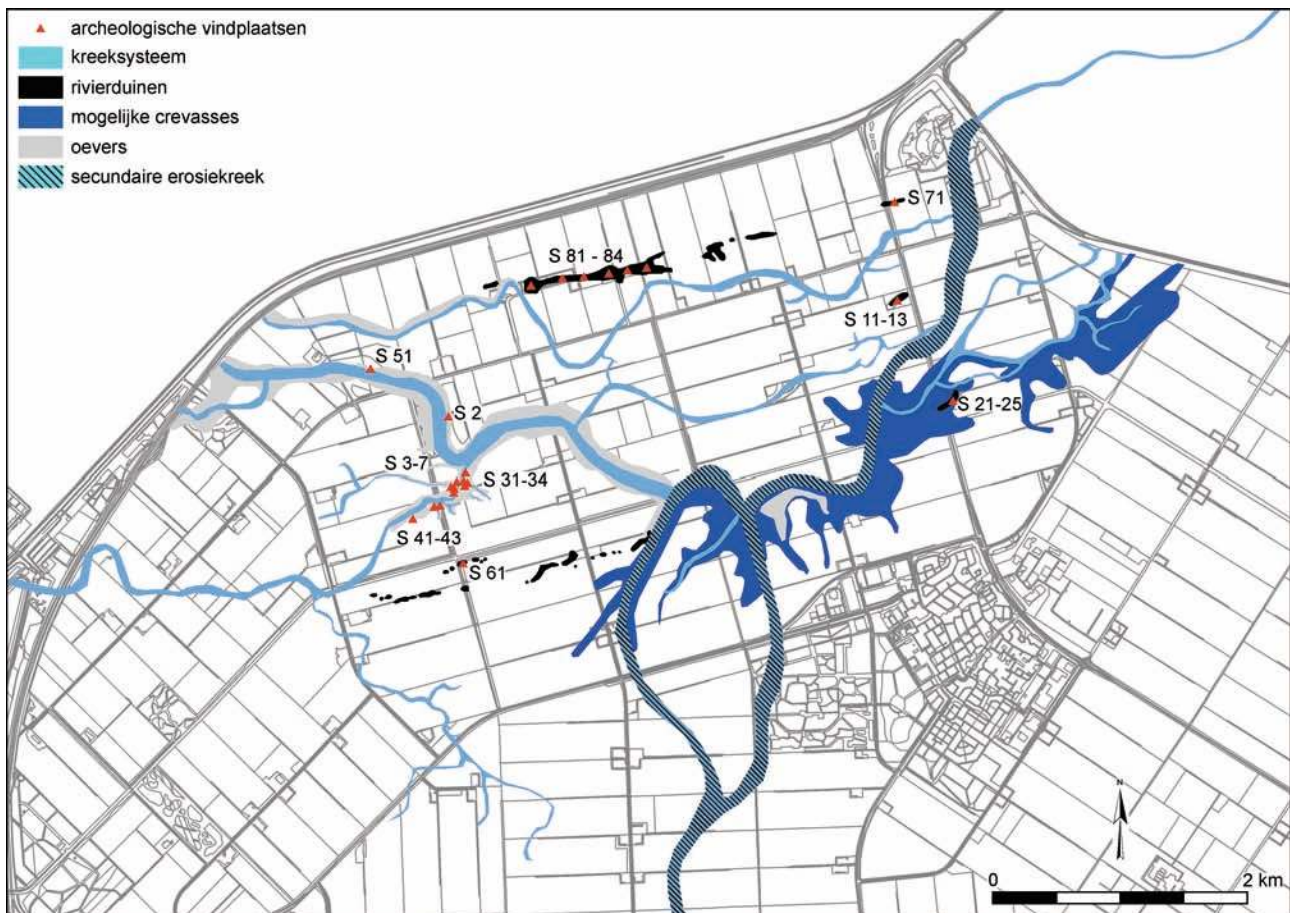 archeologische vindplaatsen
kreeksysteem
rivierduinen
mogelijke crevasses
oevers
secundaire erosiekreek
S 71
S 81 - 84
S 11-13
S 51
S 2
S 21-25
S 3-7
S 31-34
S 41-43
S 61
N
0 2 km